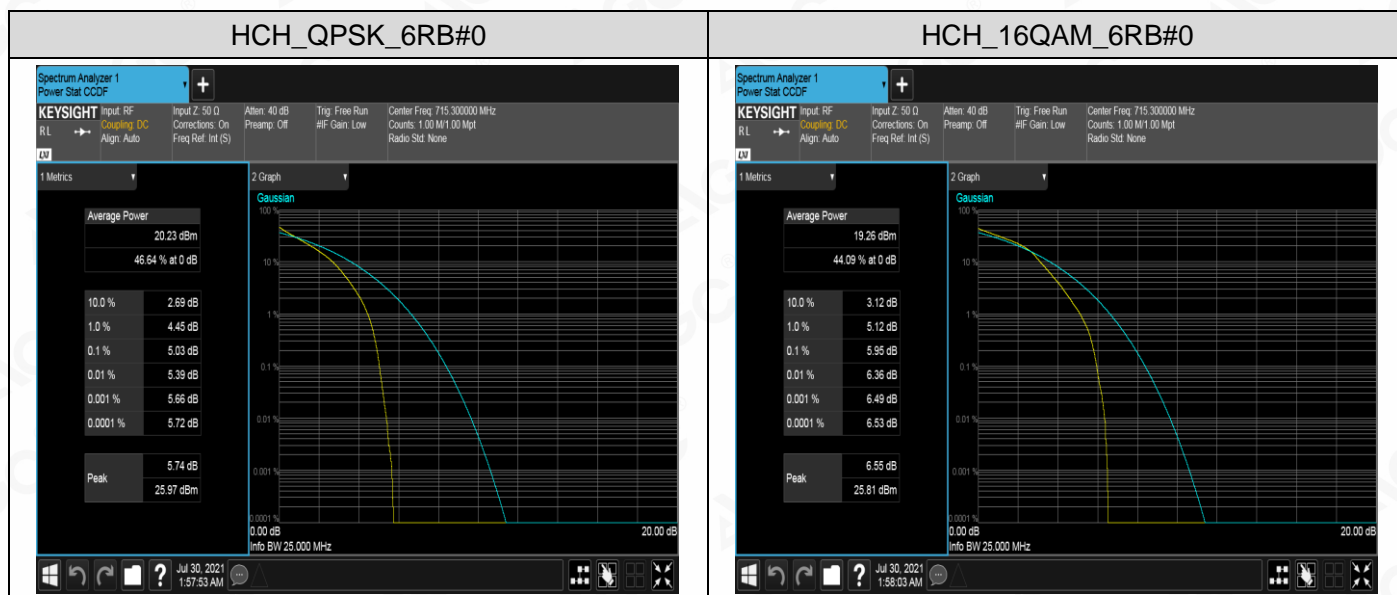 HCH_QPSK_6RB#0
Spectrum Analyzer 1
Power Stat CCDF
+
KEYSIGHT
RL
Input: RF
Coupling: DC
Align: Auto
Input Z: 50 Ω
Corrections: On
Freq Ref: Int (S)
Atten: 40 dB
Preamp: Off
Trig: Free Run
#IF Gain: Low
Center Freq: 715.300000 MHz
Counts: 1.00 M/1.00 Mpt
Radio Std: None
1 Metrics
Average Power
20.23 dBm
46.64 % at 0 dB
10.0 % 2.69 dB
1.0 % 4.45 dB
0.1 % 5.03 dB
0.01 % 5.39 dB
0.001 % 5.66 dB
0.0001 % 5.72 dB
Peak
5.74 dB
25.97 dBm
2 Graph
Gaussian
100 %
10 %
1 %
0.1 %
0.01 %
0.001 %
0.0001 %
0.00 dB 20.00 dB
Info BW 25.000 MHz
?
Jul 30, 2021
1:57:53 AM
HCH_16QAM_6RB#0
Spectrum Analyzer 1
Power Stat CCDF
+
KEYSIGHT
RL
Input: RF
Coupling: DC
Align: Auto
Input Z: 50 Ω
Corrections: On
Freq Ref: Int (S)
Atten: 40 dB
Preamp: Off
Trig: Free Run
#IF Gain: Low
Center Freq: 715.300000 MHz
Counts: 1.00 M/1.00 Mpt
Radio Std: None
1 Metrics
Average Power
19.26 dBm
44.09 % at 0 dB
10.0 % 3.12 dB
1.0 % 5.12 dB
0.1 % 5.95 dB
0.01 % 6.36 dB
0.001 % 6.49 dB
0.0001 % 6.53 dB
Peak
6.55 dB
25.81 dBm
2 Graph
Gaussian
100 %
10 %
1 %
0.1 %
0.01 %
0.001 %
0.0001 %
0.00 dB 20.00 dB
Info BW 25.000 MHz
?
Jul 30, 2021
1:58:03 AM